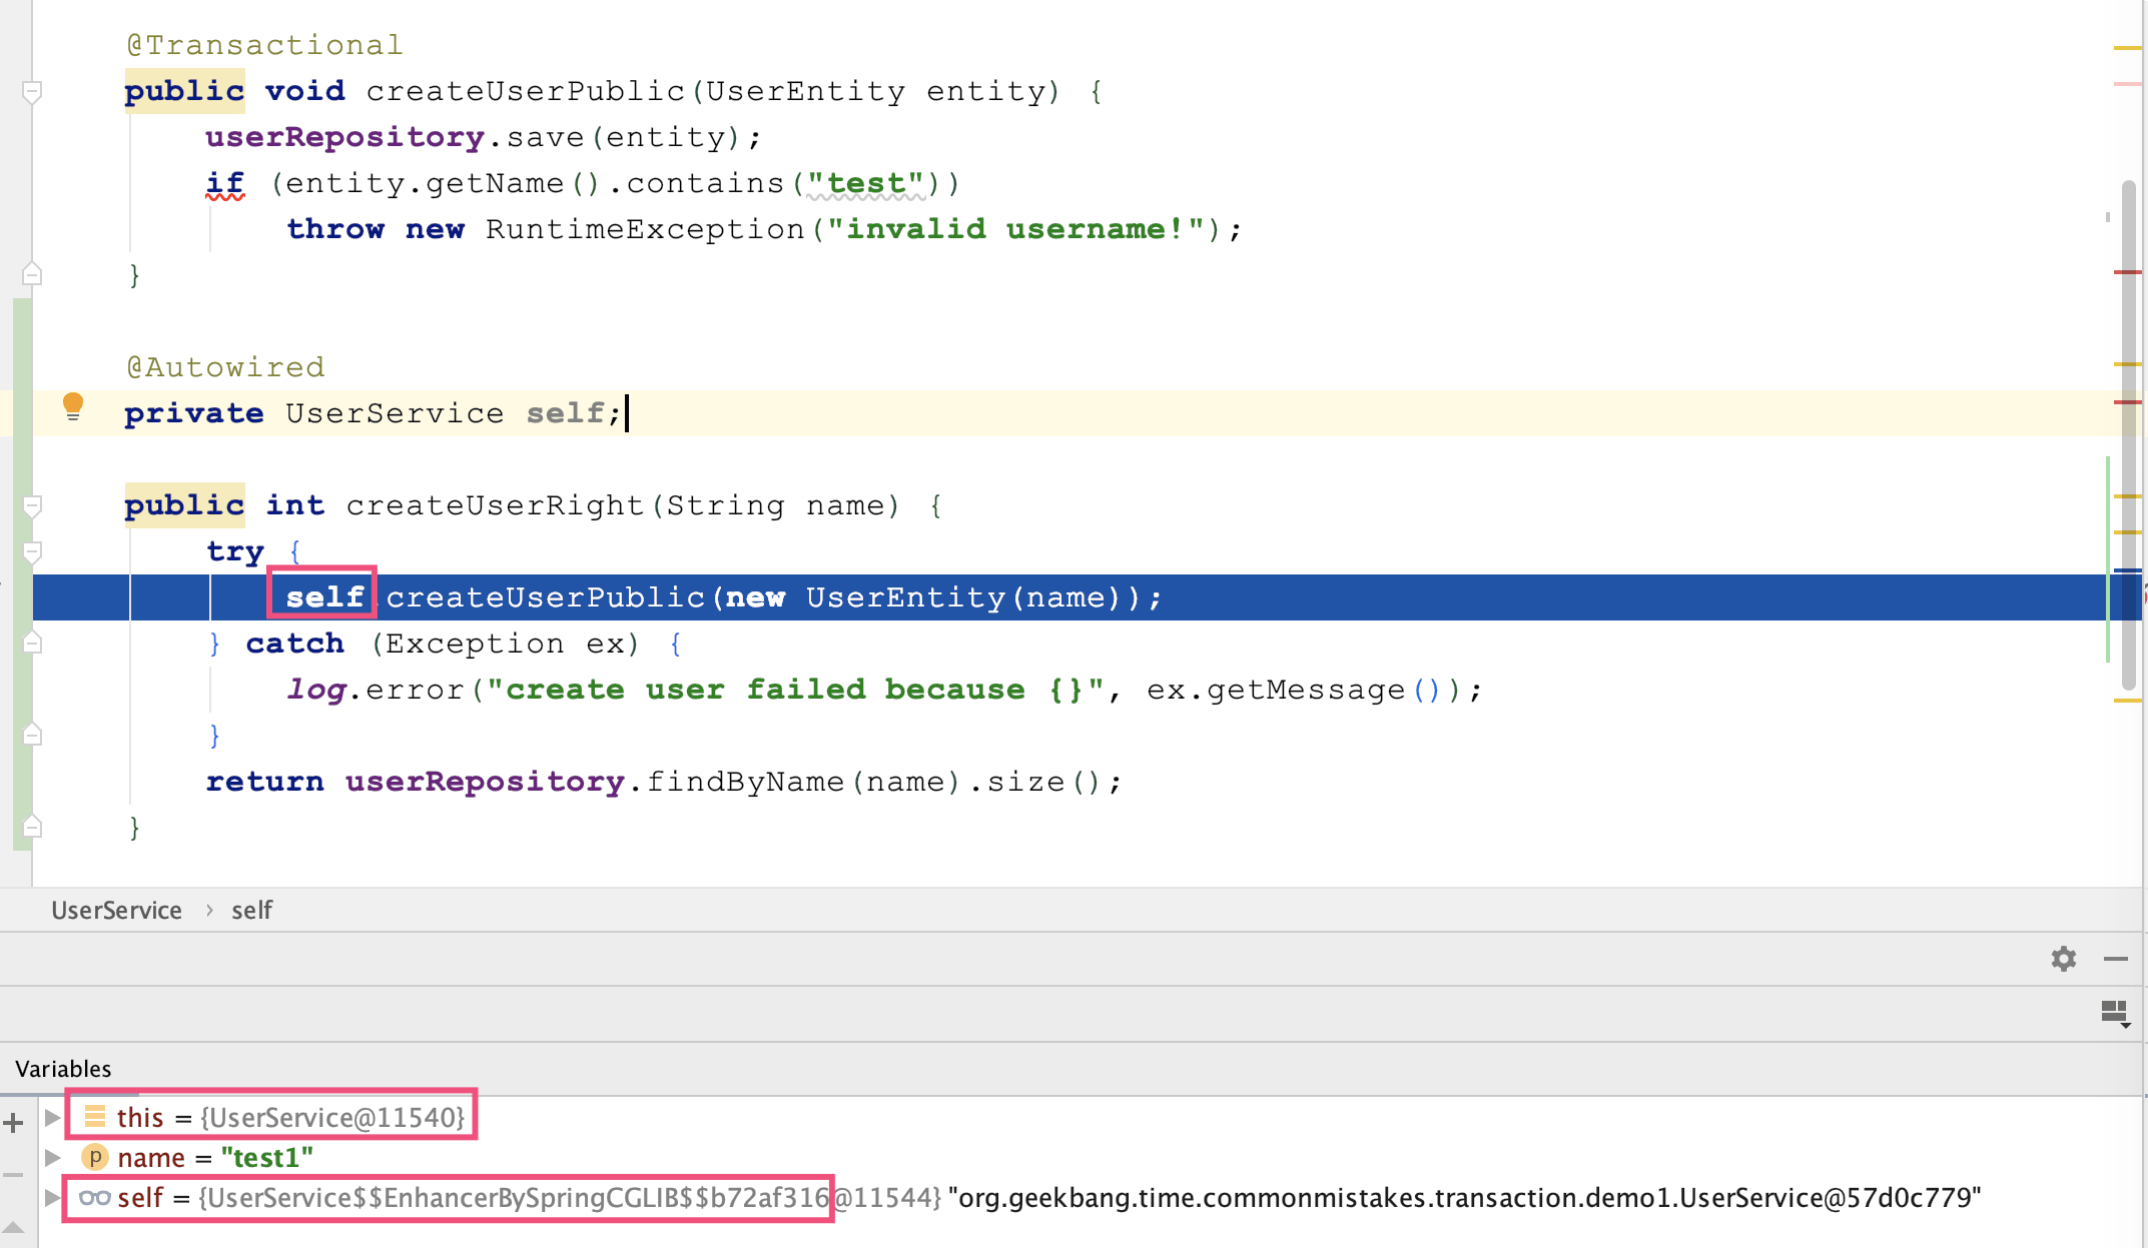 @Transactional
public void createUserPublic(UserEntity entity) {
userRepository.save(entity);
if (entity.getName().contains("test"))
throw new RuntimeException("invalid username!");
}
@Autowired
private UserService self;
public int createUserRight(String name) {
try {
self.createUserPublic(new UserEntity(name));
} catch (Exception ex) {
log.error("create user failed because {}", ex.getMessage());
}
return userRepository.findByName(name).size();
}
UserService › self
Variables
this = {UserService@11540}
p name = "test1"
self = {UserService$$EnhancerBySpringCGLIB$$b72af316@11544} "org.geekbang.time.commonmistakes.transaction.demo1.UserService@57d0c779"